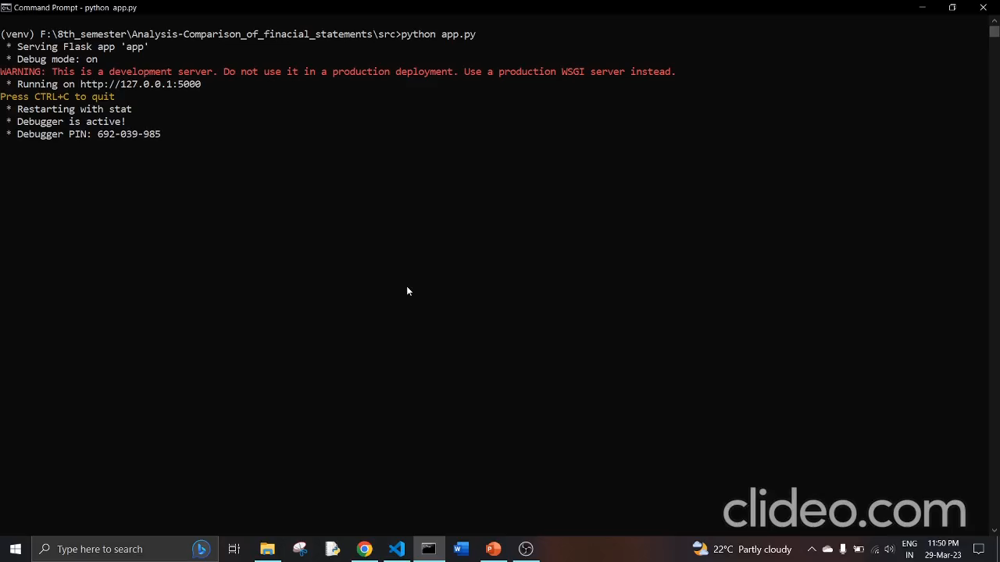 Command Prompt - python  app.py
(venv) F:\8th_semester\Analysis-Comparison_of_finacial_statements\src>python app.py
* Serving Flask app 'app'
* Debug mode: on
WARNING: This is a development server. Do not use it in a production deployment. Use a production WSGI server instead.
* Running on http://127.0.0.1:5000
Press CTRL+C to quit
* Restarting with stat
* Debugger is active!
* Debugger PIN: 692-039-985
clideo.com
Type here to search
22°C Partly cloudy
ENG
IN
11:50 PM
29-Mar-23